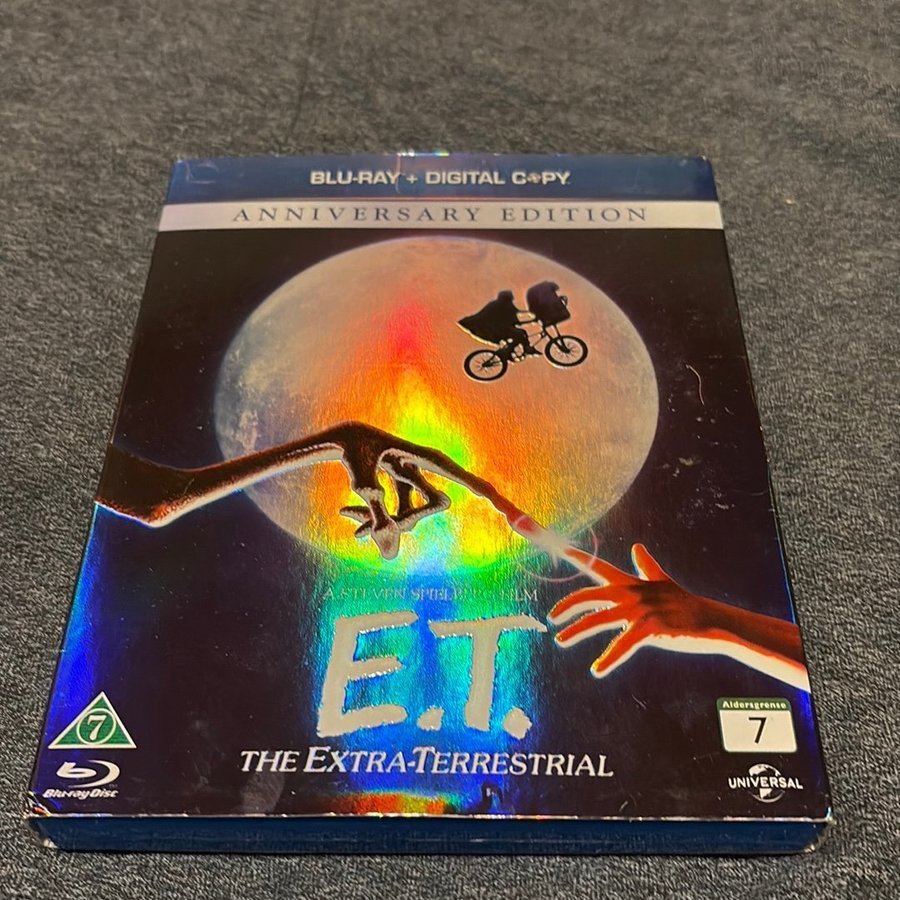 BLU-RAY + DIGITAL COPY
ANNIVERSARY EDITION
A STEVEN SPIELBERG FILM
E.T.
THE EXTRA-TERRESTRIAL
7
Aldersgrense
7
Blu-ray Disc
UNIVERSAL